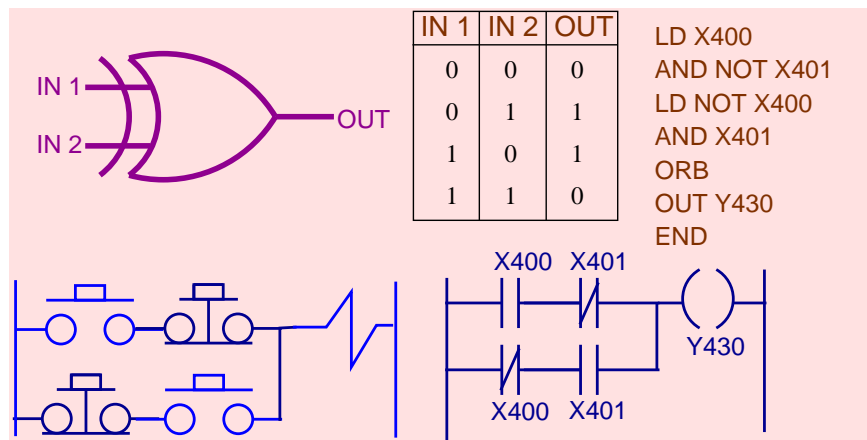 IN 1
IN 2
OUT
IN 1 IN 2 OUT
0 0 0
0 1 1
1 0 1
1 1 0
LD X400
AND NOT X401
LD NOT X400
AND X401
ORB
OUT Y430
END
X400 X401
Y430
X400 X401